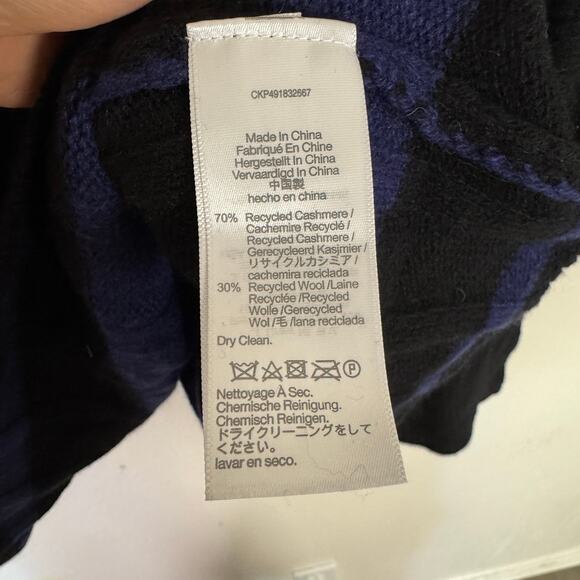 CKP491832667
Made In China
Fabriqué En Chine
Hergestellt In China
Vervaardigd In China
中国製
hecho en china
70% Recycled Cashmere /
Cachemire Recyclé /
Recycled Cashmere /
Gerecycleerd Kasjmier /
リサイクルカシミア /
cachemira reciclada
30% Recycled Wool /Laine
Recyclée /Recycled
Wolle /Gerecycled
Wol /毛 /lana reciclada
Dry Clean.
P
Nettoyage À Sec.
Chemische Reinigung.
Chemisch Reinigen.
ドライクリーニングをして
ください。
lavar en seco.